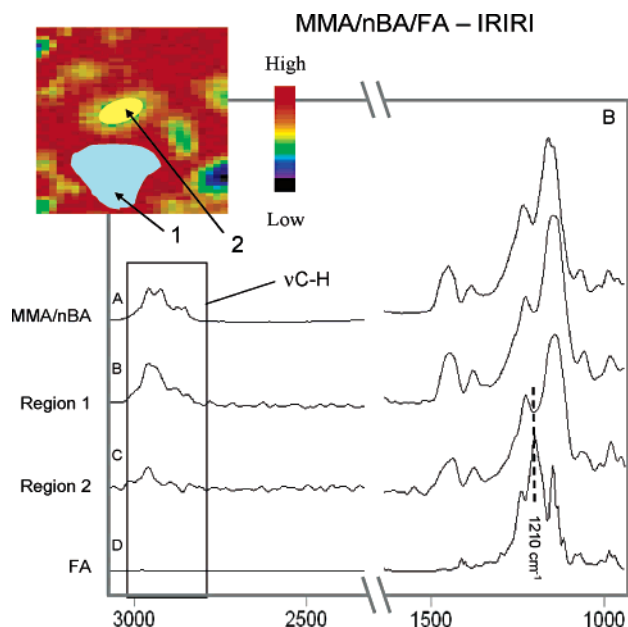 MMA/nBA/FA – IRIRI
High
Low
B
1
2
νC-H
A
MMA/nBA
B
Region 1
C
Region 2
D
FA
1210 cm-1
3000
2500
1500
1000